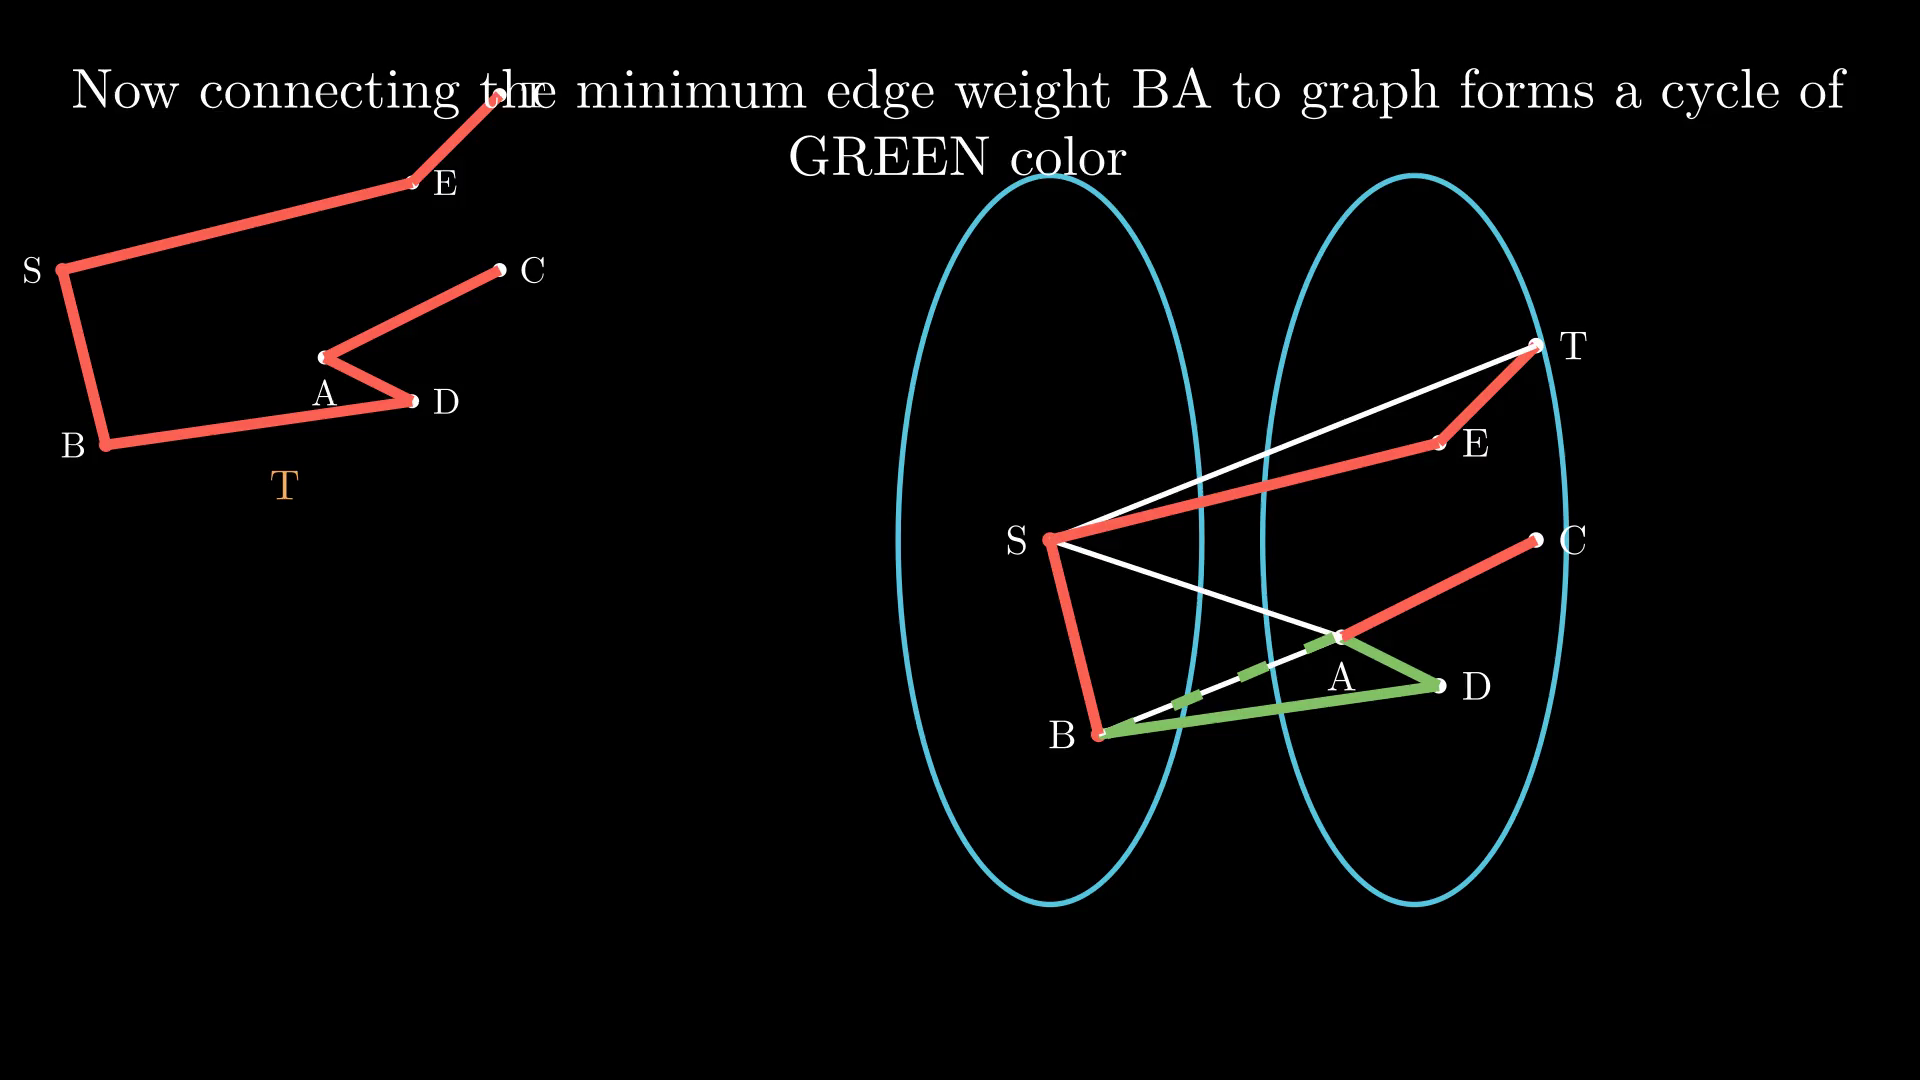 Now connecting the minimum edge weight BA to graph forms a cycle of
GREEN color
T
E
S
C
A
D
B
T
T
E
S
C
A
D
B